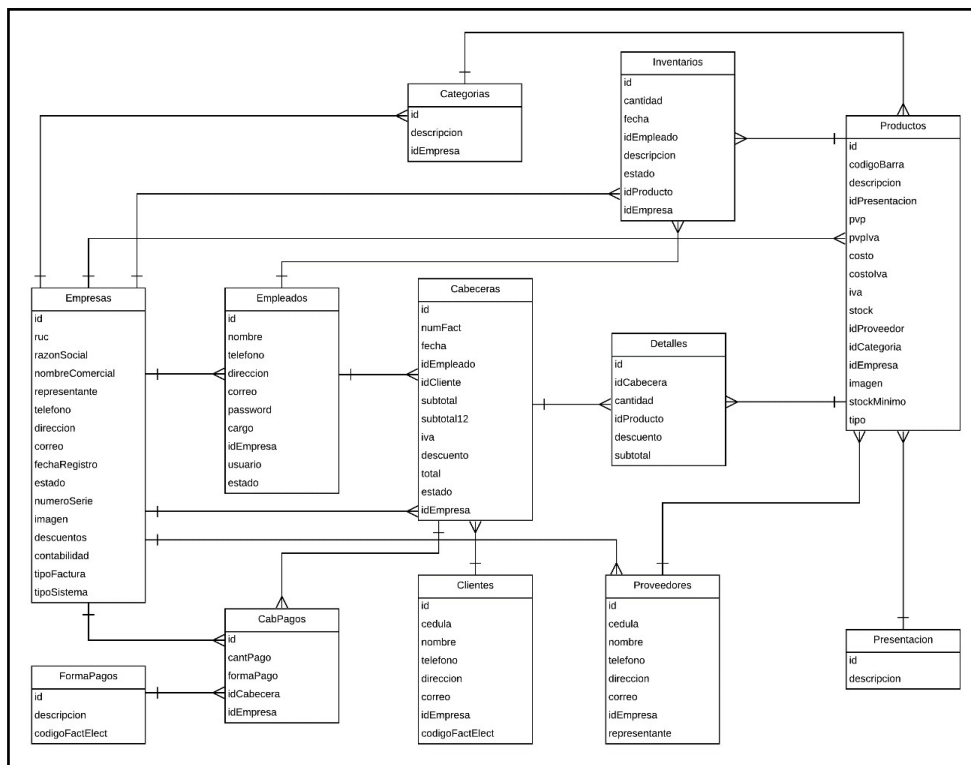 Categorias
id
descripcion
idEmpresa
Inventarios
id
cantidad
fecha
idEmpleado
descripcion
estado
idProducto
idEmpresa
Productos
id
codigoBarra
descripcion
idPresentacion
pvp
pvpIva
costo
costoIva
iva
stock
idProveedor
idCategoria
idEmpresa
imagen
stockMinimo
tipo
Empresas
id
ruc
razonSocial
nombreComercial
representante
telefono
direccion
correo
fechaRegistro
estado
numeroSerie
imagen
descuentos
contabilidad
tipoFactura
tipoSistema
Empleados
id
nombre
telefono
direccion
correo
password
cargo
idEmpresa
usuario
estado
Cabeceras
id
numFact
fecha
idEmpleado
idCliente
subtotal
subtotal12
iva
descuento
total
estado
idEmpresa
Detalles
id
idCabecera
cantidad
idProducto
descuento
subtotal
FormaPagos
id
descripcion
codigoFactElect
CabPagos
id
cantPago
formaPago
idCabecera
idEmpresa
Clientes
id
cedula
nombre
telefono
direccion
correo
idEmpresa
codigoFactElect
Proveedores
id
cedula
nombre
telefono
direccion
correo
idEmpresa
representante
Presentacion
id
descripcion